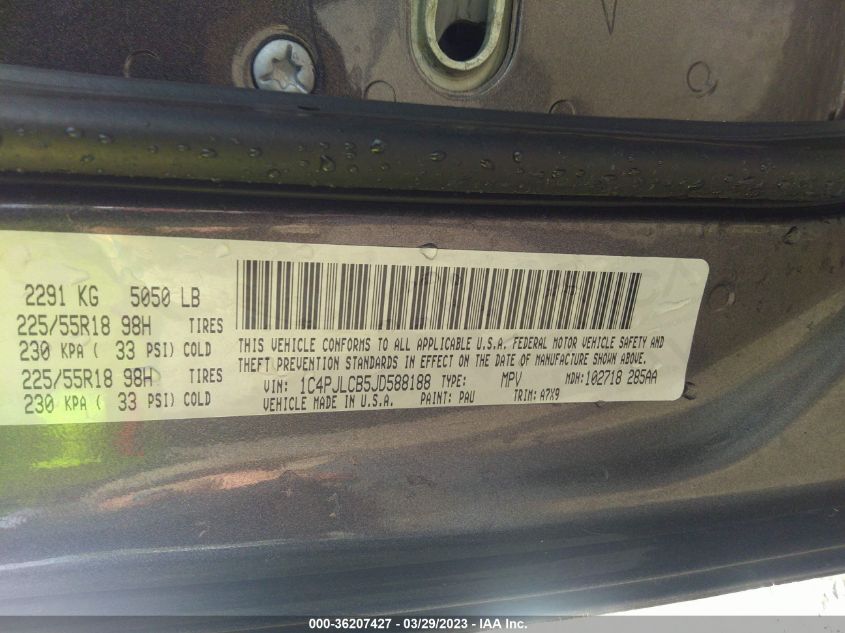 2291 KG 5050 LB
225/55R18 98H TIRES
230 KPA ( 33 PSI) COLD
225/55R18 98H TIRES
230 KPA ( 33 PSI) COLD
THIS VEHICLE CONFORMS TO ALL APPLICABLE U.S.A. FEDERAL MOTOR VEHICLE SAFETY AND
THEFT PREVENTION STANDARDS IN EFFECT ON THE DATE OF MANUFACTURE SHOWN ABOVE.
VIN: 1C4PJLCB5JD588188 TYPE: MPV MDH:102718 285AA
VEHICLE MADE IN U.S.A. PAINT: PAU TRIM: A7X9
000-36207427 - 03/29/2023 - IAA Inc.